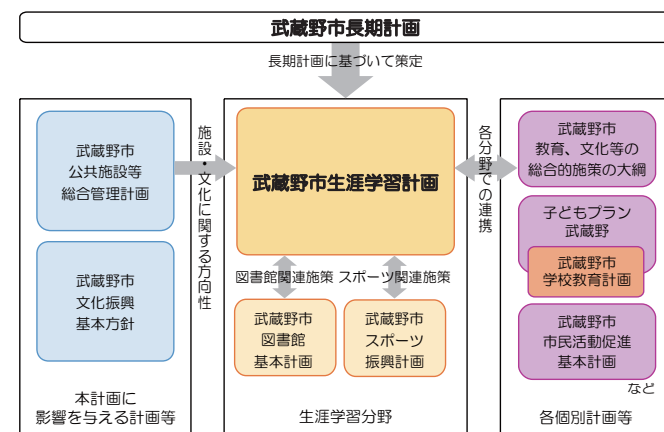 武蔵野市長期計画
長期計画に基づいて策定
武蔵野市
公共施設等
総合管理計画
武蔵野市
文化振興
基本方針
本計画に
影響を与える計画等
施設・文化に関する方向性
武蔵野市生涯学習計画
図書館関連施策
スポーツ関連施策
武蔵野市
図書館
基本計画
武蔵野市
スポーツ
振興計画
生涯学習分野
各分野での連携
武蔵野市
教育、文化等の
総合的施策の大綱
子どもプラン
武蔵野
武蔵野市
学校教育計画
武蔵野市
市民活動促進
基本計画
など
各個別計画等